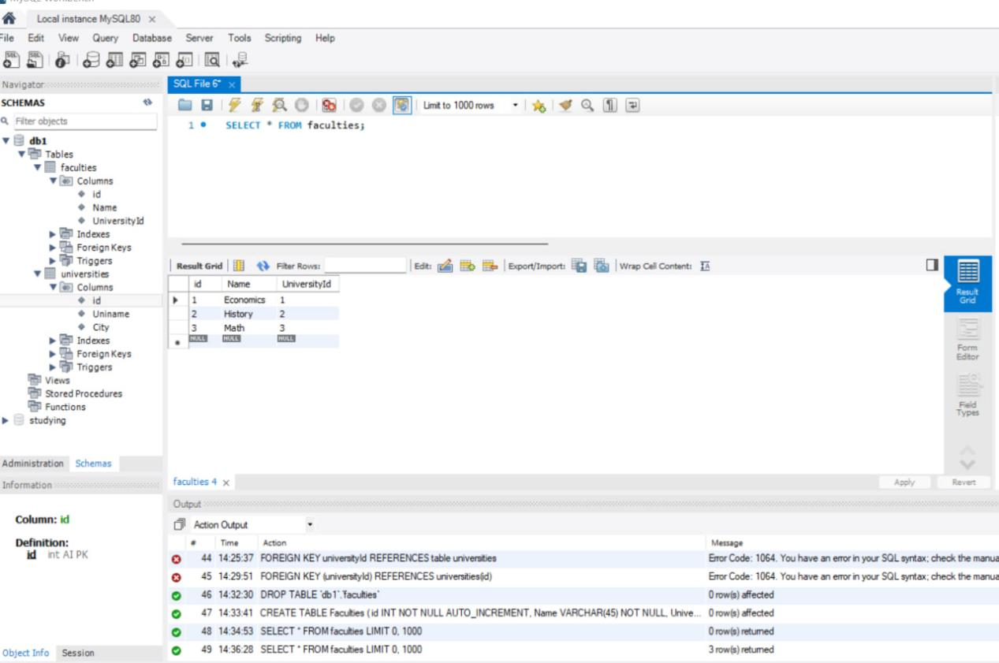 MySQL Workbench
Local instance MySQL80
File Edit View Query Database Server Tools Scripting Help
Navigator
SCHEMAS
Filter objects
db1
Tables
faculties
Columns
id
Name
UniversityId
Indexes
Foreign Keys
Triggers
universities
Columns
id
Uniname
City
Indexes
Foreign Keys
Triggers
Views
Stored Procedures
Functions
studying
Administration Schemas
Information
Column: id
Definition:
id int AI PK
Object Info Session
SQL File 6*
Limit to 1000 rows
1 SELECT * FROM faculties;
Result Grid Filter Rows: Edit: Export/Import: Wrap Cell Content:
id Name UniversityId
1 Economics 1
2 History 2
3 Math 3
NULL NULL NULL
Result
Grid
Form
Editor
Field
Types
faculties 4
Apply Revert
Output
Action Output
# Time Action Message
44 14:25:37 FOREIGN KEY universityId REFERENCES table universities Error Code: 1064. You have an error in your SQL syntax; check the manua
45 14:29:51 FOREIGN KEY (universityId) REFERENCES universities(id) Error Code: 1064. You have an error in your SQL syntax; check the manua
46 14:32:30 DROP TABLE `db1`.`faculties` 0 row(s) affected
47 14:33:41 CREATE TABLE Faculties ( id INT NOT NULL AUTO_INCREMENT, Name VARCHAR(45) NOT NULL, Unive... 0 row(s) affected
48 14:34:53 SELECT * FROM faculties LIMIT 0, 1000 0 row(s) returned
49 14:36:28 SELECT * FROM faculties LIMIT 0, 1000 3 row(s) returned